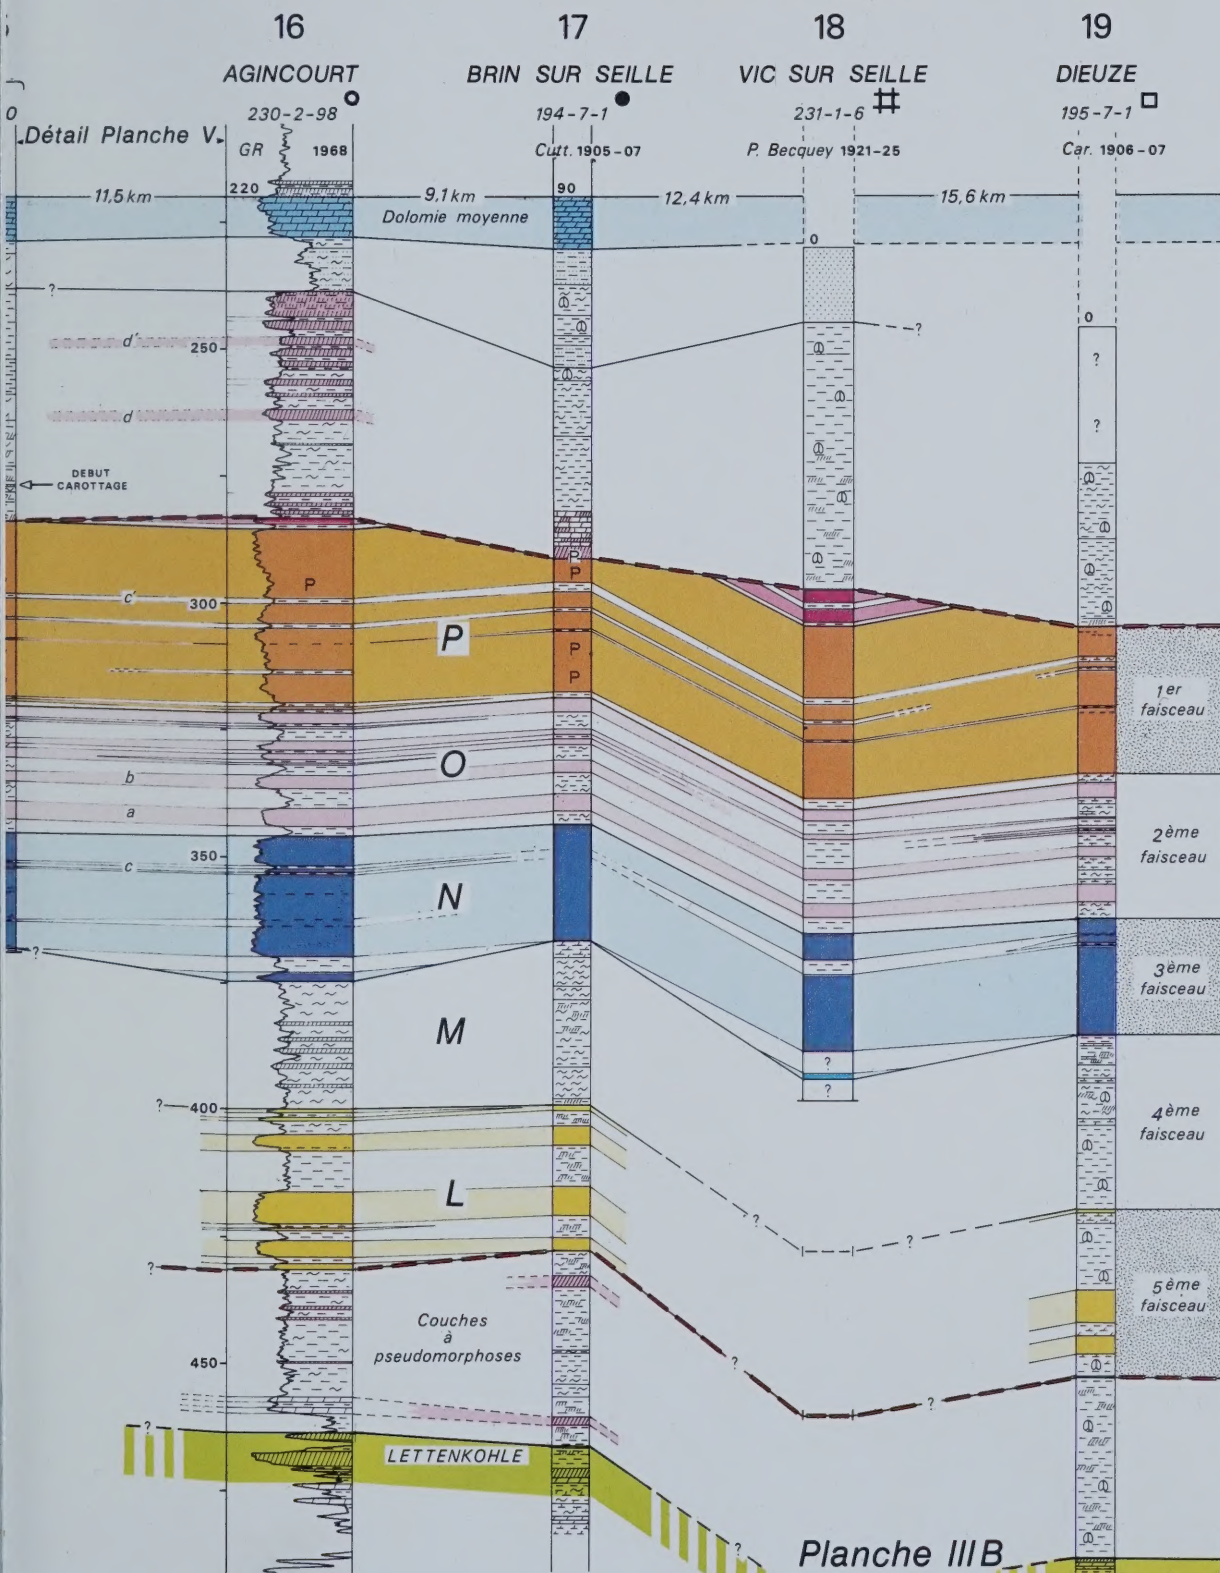 16
17
18
19
AGINCOURT
BRIN SUR SEILLE
VIC SUR SEILLE
DIEUZE
230-2-98
194-7-1
231-1-6
195-7-1
0
Détail Planche V
GR 1968
Cutt. 1905-07
P. Becquey 1921-25
Car. 1906-07
220
90
11,5 km
9,1 km
12,4 km
15,6 km
Dolomie moyenne
0
?
0
?
d'
250
?
d
?
DEBUT
CAROTTAGE
P
P
P
c'
300
P
P
P
1er
faisceau
O
b
a
2ème
faisceau
350
c
N
?
3ème
faisceau
M
?
?
?
400
4ème
faisceau
L
?
?
?
5ème
faisceau
Couches
à
pseudomorphoses
450
?
?
?
LETTENKOHLE
?
Planche III B